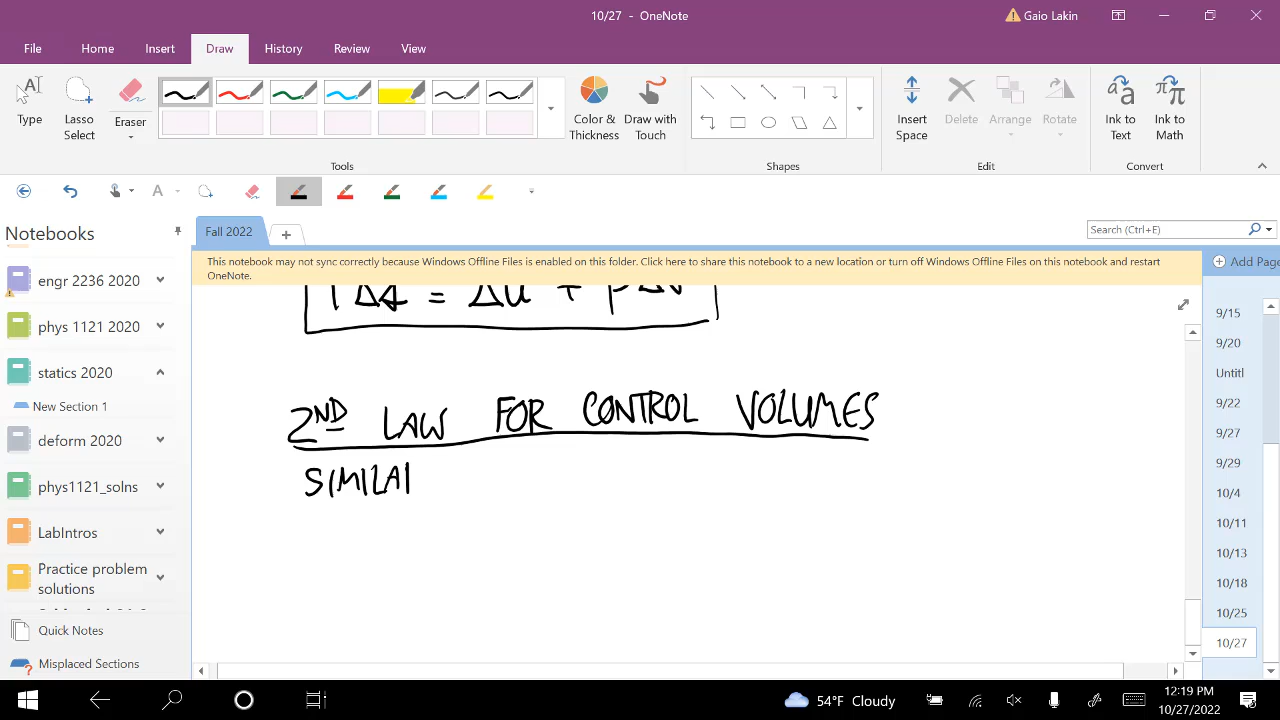 10/27 - OneNote
Gaio Lakin
File Home Insert Draw History Review View
Type
Lasso Select
Eraser
Color & Thickness
Draw with Touch
Insert Space
Delete
Arrange
Rotate
Ink to Text
Ink to Math
Tools
Shapes
Edit
Convert
Notebooks
Fall 2022
Search (Ctrl+E)
This notebook may not sync correctly because Windows Offline Files is enabled on this folder. Click here to share this notebook to a new location or turn off Windows Offline Files on this notebook and restart
OneNote.
Add Page
engr 2236 2020
phys 1121 2020
statics 2020
New Section 1
deform 2020
phys1121_solns
LabIntros
Practice problem
solutions
Quick Notes
Misplaced Sections
= Δu + pΔv
2ND LAW FOR CONTROL VOLUMES
SIMILA
9/15
9/20
Untitl
9/22
9/27
9/29
10/4
10/11
10/13
10/18
10/25
10/27
54°F Cloudy
12:19 PM
10/27/2022